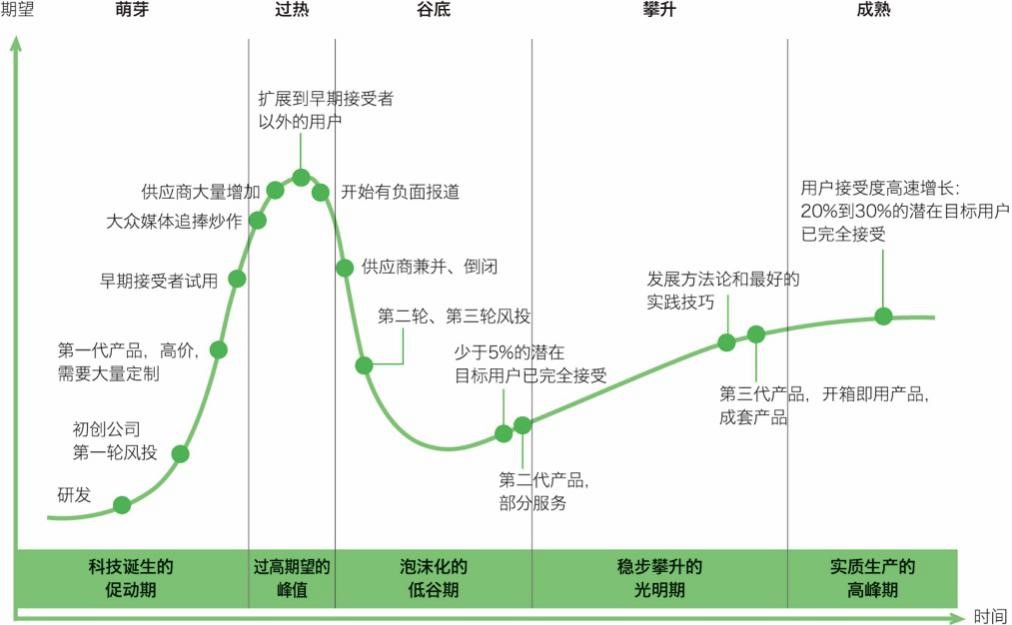 期望
萌芽
过热
谷底
攀升
成熟
扩展到早期接受者
以外的用户
供应商大量增加
开始有负面报道
用户接受度高速增长:
20%到30%的潜在目标用户
已完全接受
大众媒体追捧炒作
供应商兼并、倒闭
早期接受者试用
发展方法论和最好的
实践技巧
第二轮、第三轮风投
第一代产品，高价，
需要大量定制
少于5%的潜在
目标用户已完全接受
第三代产品，开箱即用产品，
成套产品
初创公司
第一轮风投
第二代产品，
部分服务
研发
科技诞生的
促动期
过高期望的
峰值
泡沫化的
低谷期
稳步攀升的
光明期
实质生产的
高峰期
时间